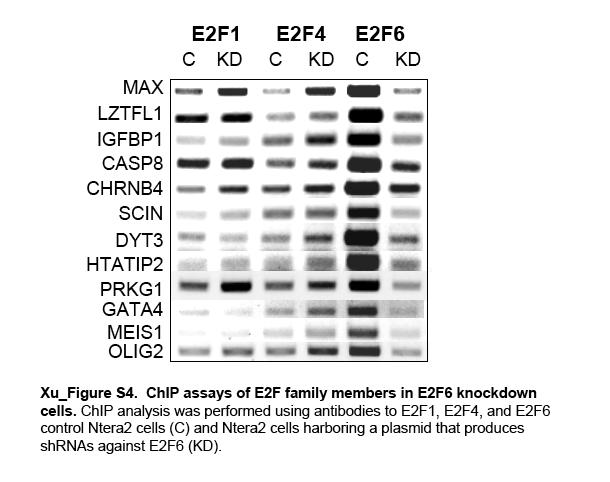 E2F1 E2F4 E2F6
C KD C KD C KD
MAX
LZTFL1
IGFBP1
CASP8
CHRNB4
SCIN
DYT3
HTATIP2
PRKG1
GATA4
MEIS1
OLIG2
Xu_Figure S4. ChIP assays of E2F family members in E2F6 knockdown
cells. ChIP analysis was performed using antibodies to E2F1, E2F4, and E2F6
control Ntera2 cells (C) and Ntera2 cells harboring a plasmid that produces
shRNAs against E2F6 (KD).